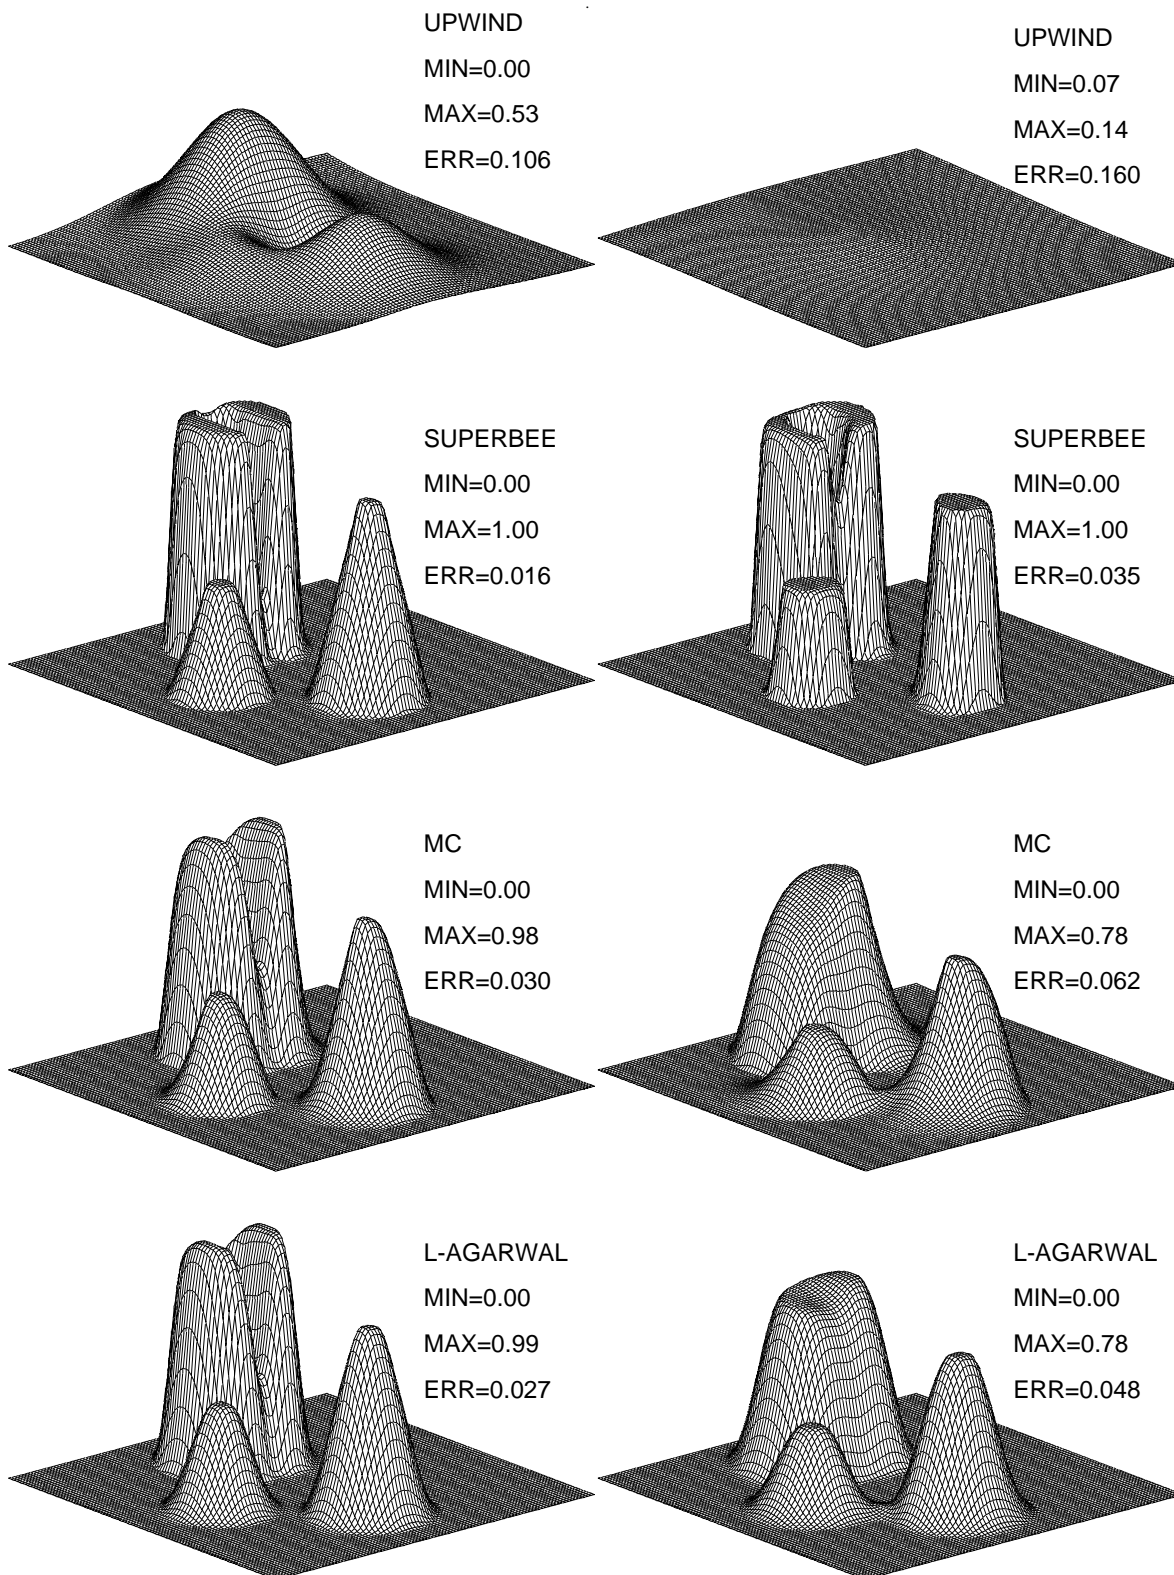 UPWIND
MIN=0.00
MAX=0.53
ERR=0.106
UPWIND
MIN=0.07
MAX=0.14
ERR=0.160
SUPERBEE
MIN=0.00
MAX=1.00
ERR=0.016
SUPERBEE
MIN=0.00
MAX=1.00
ERR=0.035
MC
MIN=0.00
MAX=0.98
ERR=0.030
MC
MIN=0.00
MAX=0.78
ERR=0.062
L-AGARWAL
MIN=0.00
MAX=0.99
ERR=0.027
L-AGARWAL
MIN=0.00
MAX=0.78
ERR=0.048